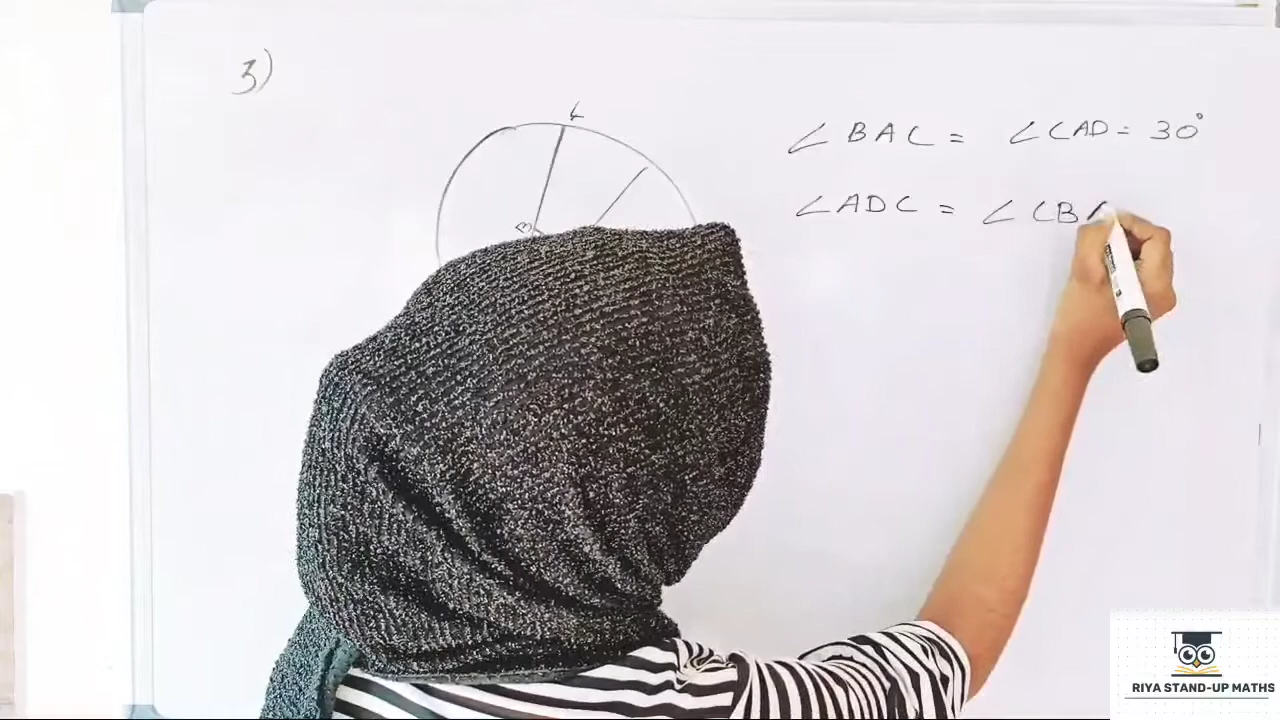 3)
L
B
∠BAC = ∠CAD = 30°
∠ADC = ∠CB
RIYA STAND-UP MATHS